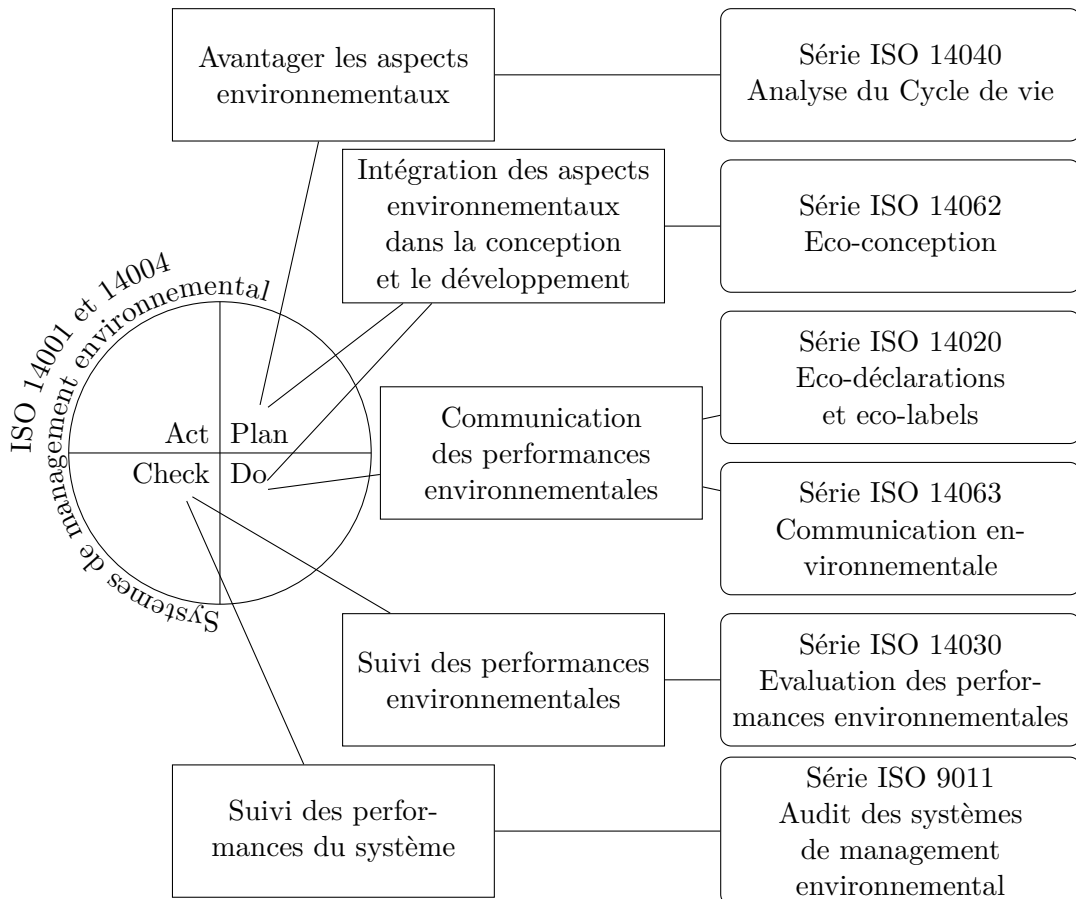 Avantager les aspects
environnementaux
Série ISO 14040
Analyse du Cycle de vie
Intégration des aspects
environnementaux
dans la conception
et le développement
Série ISO 14062
Eco-conception
ISO 14001 et 14004
Systèmes de management environnemental
Act
Plan
Check
Do
Communication
des performances
environnementales
Série ISO 14020
Eco-déclarations
et eco-labels
Série ISO 14063
Communication en-
vironnementale
Suivi des performances
environnementales
Série ISO 14030
Evaluation des perfor-
mances environnementales
Suivi des perfor-
mances du système
Série ISO 9011
Audit des systèmes
de management
environnemental